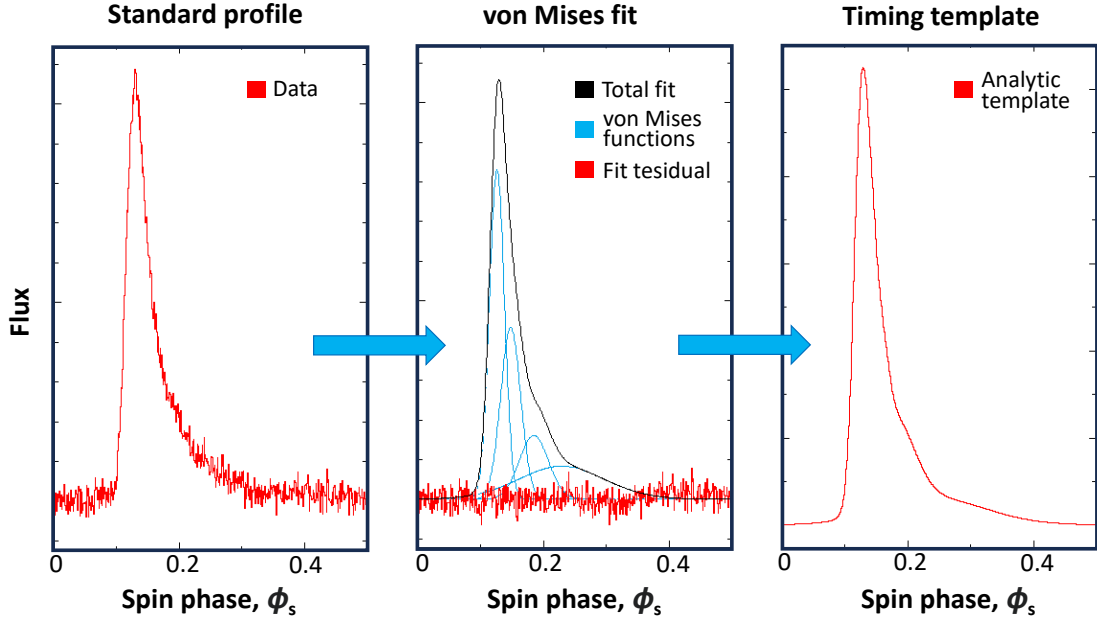 Standard profile
von Mises fit
Timing template
Data
Total fit
von Mises
functions
Fit tesidual
Analytic
template
Flux
0 0.2 0.4
0 0.2 0.4
0 0.2 0.4
Spin phase, ϕs
Spin phase, ϕs
Spin phase, ϕs